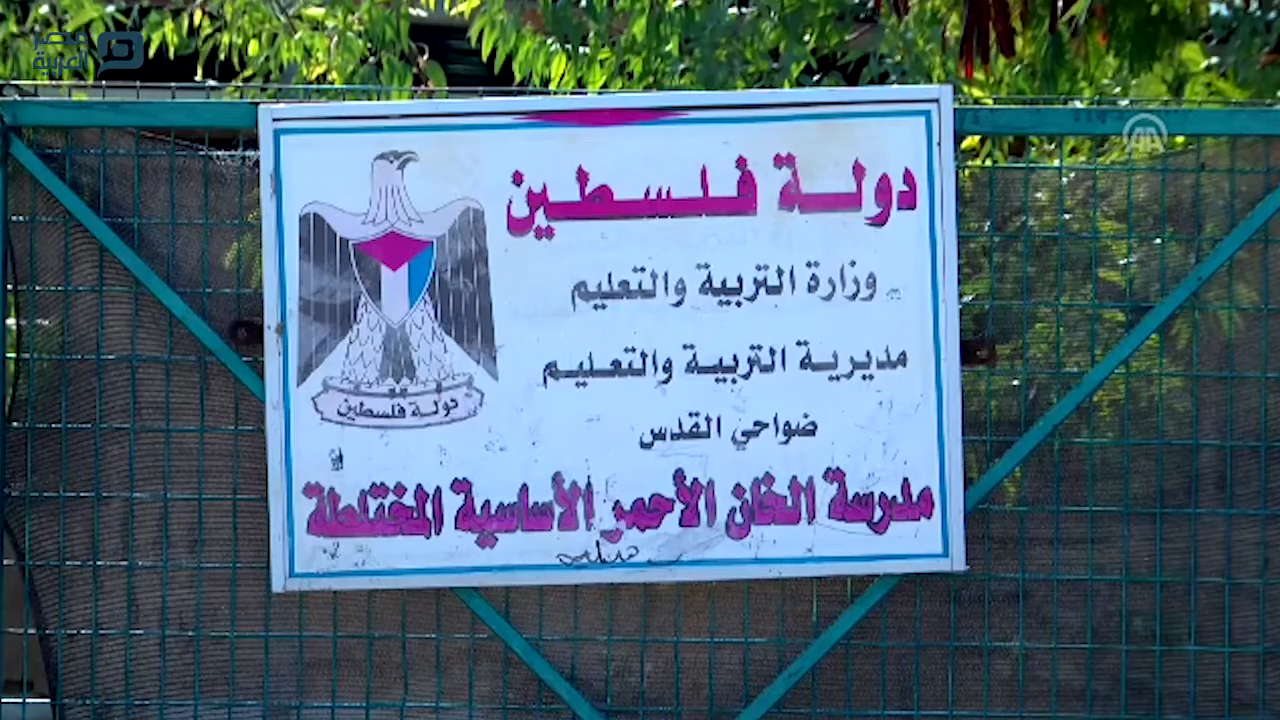 مصر
العربية
AA
دولة فلسطين
وزارة التربية والتعليم
مديرية التربية والتعليم
ضواحي القدس
مدرسة الخان الأحمر الأساسية المختلطة
دولة فلسطين